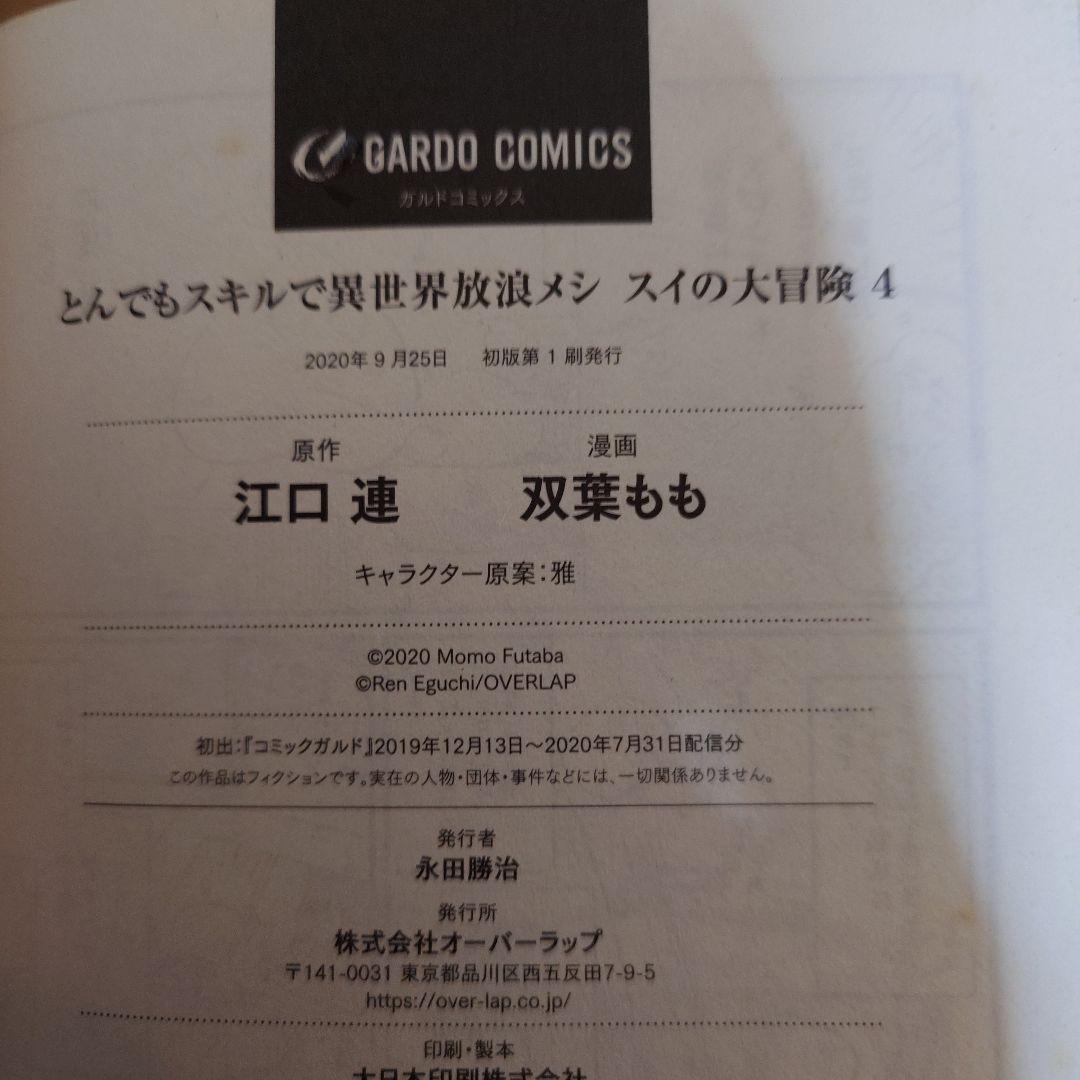 GARDO COMICS
ガルドコミックス
とんでもスキルで異世界放浪メシ スイの大冒険 4
2020年9月25日 初版第1刷発行
原作 漫画
江口 連 双葉もも
キャラクター原案：雅
©2020 Momo Futaba
©Ren Eguchi/OVERLAP
初出：『コミックガルド』2019年12月13日〜2020年7月31日配信分
この作品はフィクションです。実在の人物・団体・事件などには、一切関係ありません。
発行者
永田勝治
発行所
株式会社オーバーラップ
〒141-0031 東京都品川区西五反田7-9-5
https://over-lap.co.jp/
印刷・製本
大日本印刷株式会社